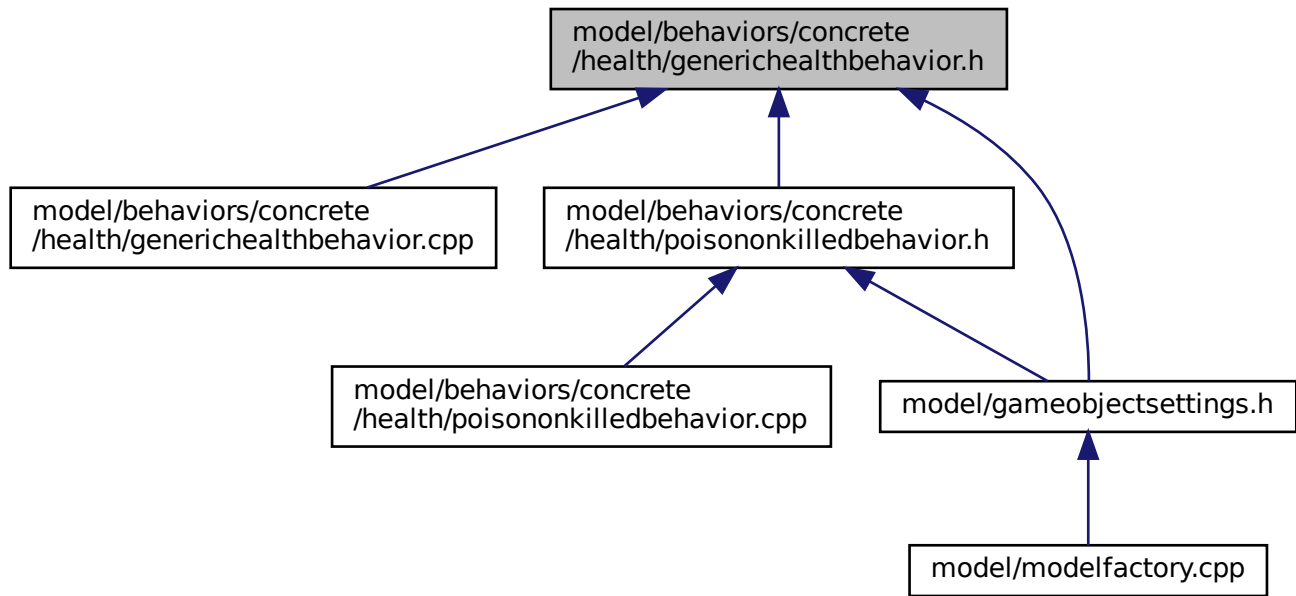 model/behaviors/concrete
/health/generichealthbehavior.h
model/behaviors/concrete
/health/generichealthbehavior.cpp
model/behaviors/concrete
/health/poisononkilledbehavior.h
model/behaviors/concrete
/health/poisononkilledbehavior.cpp
model/gameobjectsettings.h
model/modelfactory.cpp